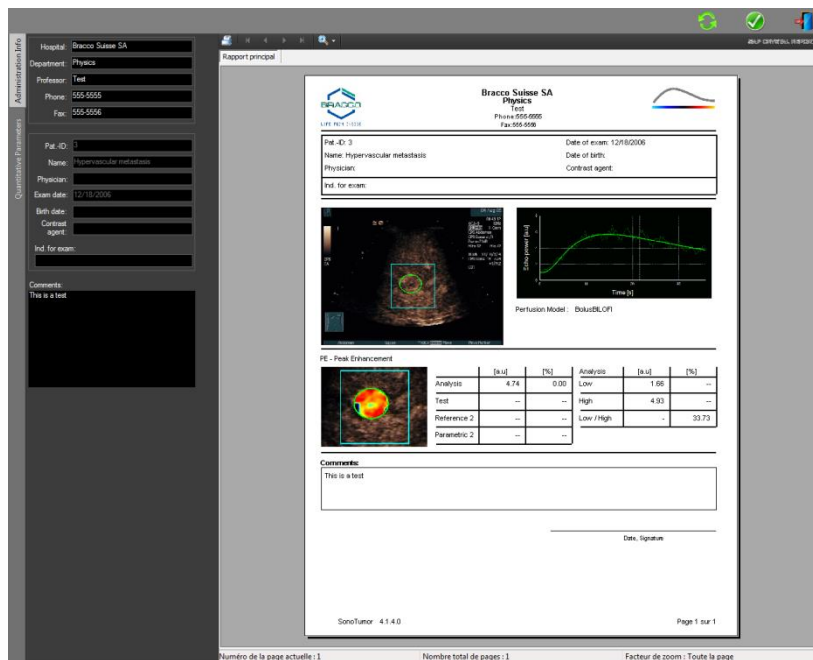 Administration Info
Quantitative Parameters
Hospital: Bracco Suisse SA
Department: Physics
Professor: Test
Phone: 555-5555
Fax: 555-5556
Pat.-ID: 3
Name: Hypervascular metastasis
Physician:
Exam date: 12/18/2006
Birth date:
Contrast
agent:
Ind. for exam:
Comments:
This is a test
Rapport principal
BRACCO
LIFE FROM INSIDE
Bracco Suisse SA
Physics
Test
Phone:555-5555
Fax:555-5556
Pat.-ID: 3
Date of exam: 12/18/2006
Name: Hypervascular metastasis
Date of birth:
Physician:
Contrast agent:
Ind. for exam:
Echo-power [a.u]
Time [s]
Perfusion Model : BolusBILOFI
PE - Peak Enhancement
[a.u] [%] Analysis [a.u] [%]
Analysis 4.74 0.00 Low 1.66 --
Test -- -- High 4.93 --
Reference 2 -- -- Low / High - 33.73
Parametric 2 -- --
Comments:
This is a test
Date, Signature
SonoTumor 4.1.4.0
Page 1 sur 1
Numéro de la page actuelle : 1
Nombre total de pages : 1
Facteur de zoom : Toute la page